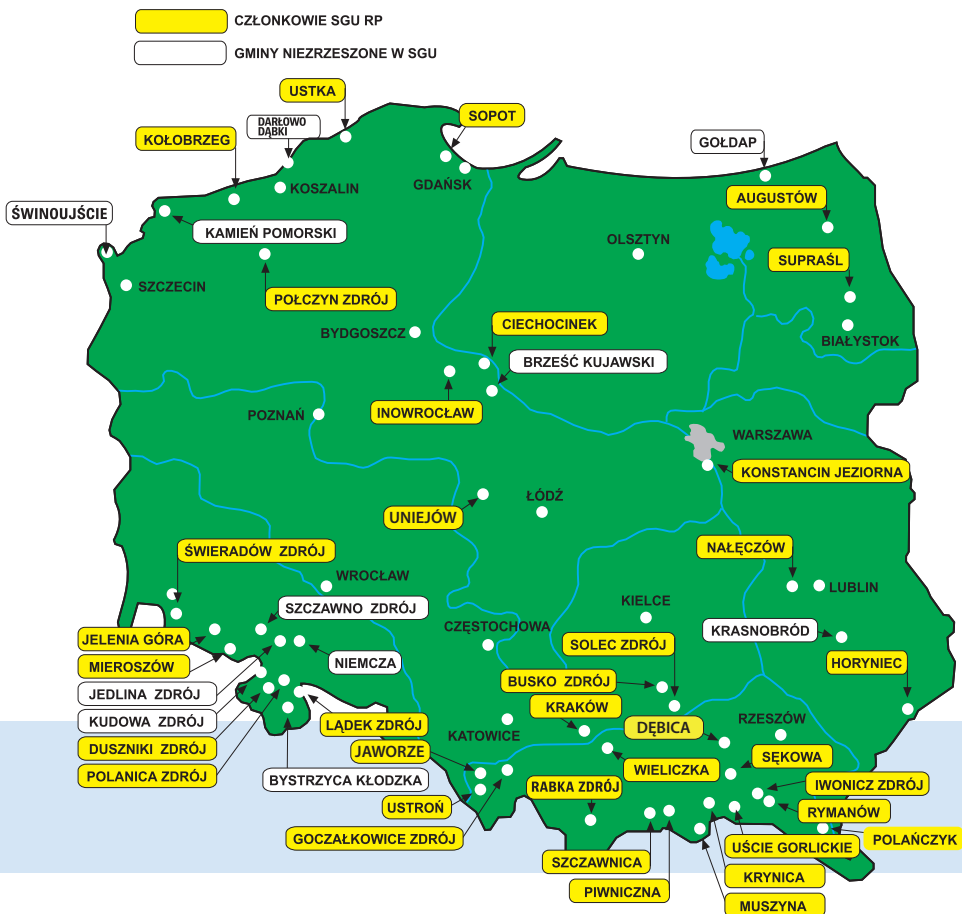 CZŁONKOWIE SGU RP
GMINY NIEZRZESZONE W SGU
USTKA
SOPOT
DARŁOWO
DĄBKI
KOŁOBRZEG
GOŁDAP
KOSZALIN
GDAŃSK
AUGUSTÓW
ŚWINOUJŚCIE
KAMIEŃ POMORSKI
OLSZTYN
SUPRAŚL
SZCZECIN
POŁCZYN ZDRÓJ
BYDGOSZCZ
CIECHOCINEK
BIAŁYSTOK
BRZEŚĆ KUJAWSKI
INOWROCŁAW
POZNAŃ
WARSZAWA
KONSTANCIN JEZIORNA
ŁÓDŹ
UNIEJÓW
ŚWIERADÓW ZDRÓJ
NAŁĘCZÓW
WROCŁAW
LUBLIN
SZCZAWNO ZDRÓJ
KIELCE
CZĘSTOCHOWA
KRASNOBRÓD
JELENIA GÓRA
SOLEC ZDRÓJ
MIEROSZÓW
NIEMCZA
HORYNIEC
BUSKO ZDRÓJ
JEDLINA ZDRÓJ
KRAKÓW
KUDOWA ZDRÓJ
LĄDEK ZDRÓJ
DĘBICA
RZESZÓW
KATOWICE
DUSZNIKI ZDRÓJ
JAWORZE
SĘKOWA
WIELICZKA
POLANICA ZDRÓJ
BYSTRZYCA KŁODZKA
RABKA ZDRÓJ
IWONICZ ZDRÓJ
USTROŃ
RYMANÓW
GOCZAŁKOWICE ZDRÓJ
POLAŃCZYK
UŚCIE GORLICKIE
SZCZAWNICA
KRYNICA
PIWNICZNA
MUSZYNA